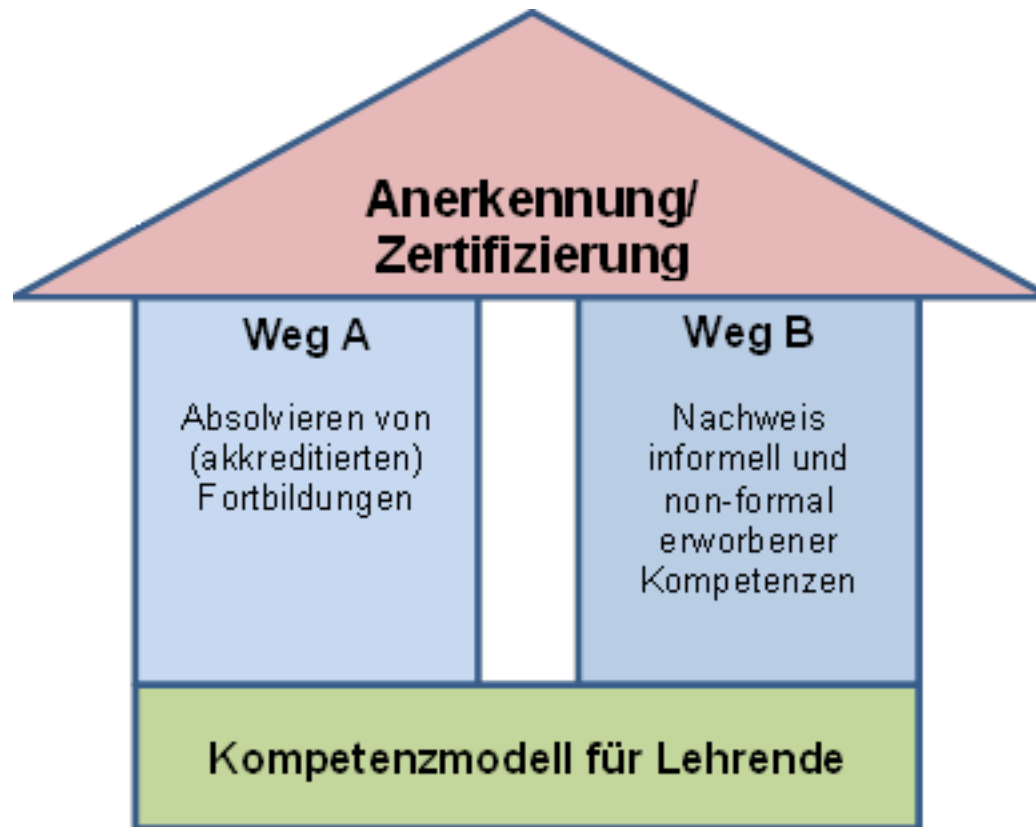 Anerkennung/
Zertifizierung
Weg A
Absolvieren von
(akkreditierten)
Fortbildungen
Weg B
Nachweis
informell und
non-formal
erworbener
Kompetenzen
Kompetenzmodell für Lehrende